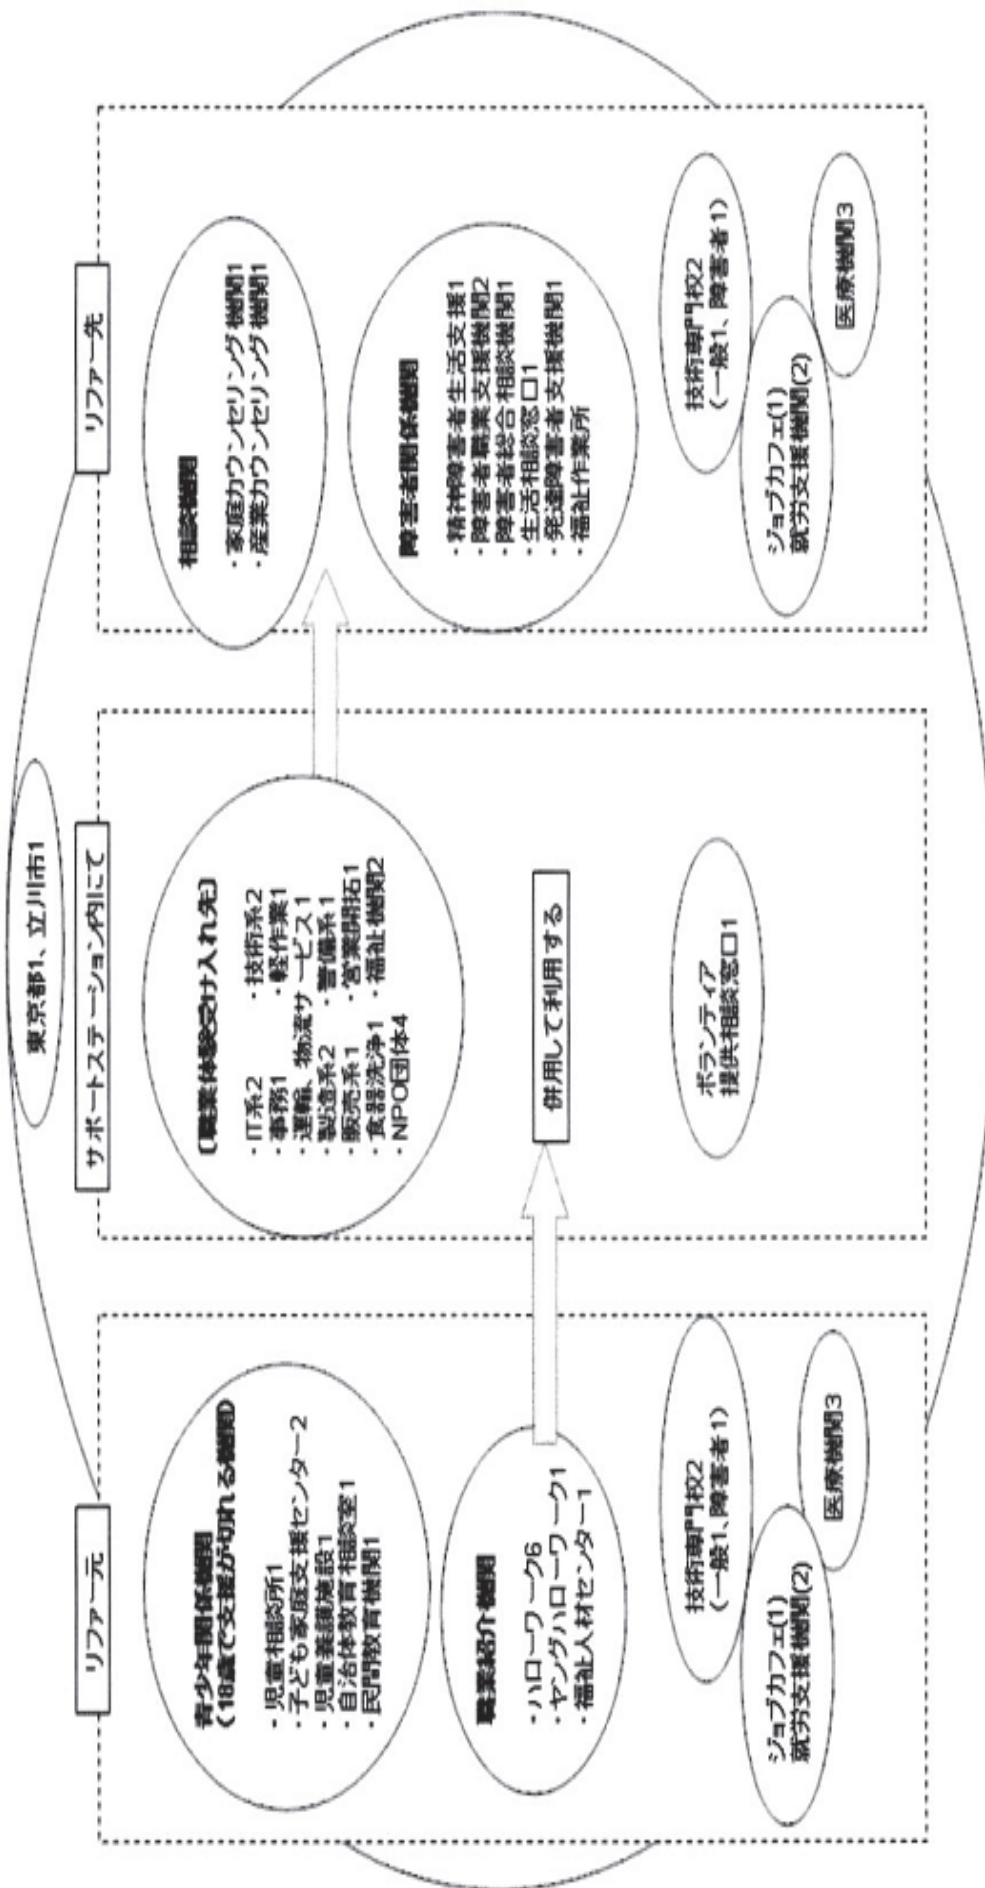 東京都1、立川市1
リファー元
青少年関係機関
(18歳で支援が切れる機関)
・児童相談所1
・子ども家庭支援センター2
・児童養護施設1
・自治体教育相談室1
・民間教育機関1
職業紹介機関
・ハローワーク6
・ヤングハローワーク1
・福祉人材センター1
技術専門校2
(一般1、障害者1)
ジョブカフェ(1)
就労支援機関(2)
医療機関3
サポートステーション内にて
〔職業体験受け入れ先〕
・IT系2 ・技術系2
・事務1 ・軽作業1
・運輸、物流サービス1
・製造系2 ・警備系1
・販売系1 ・営業開拓1
・食器洗浄1 ・福祉機関2
・NPO団体4
併用して利用する
ボランティア
提供相談窓口1
リファー先
相談機関
・家庭カウンセリング機関1
・産業カウンセリング機関1
障害者関係機関
・精神障害者生活支援1
・障害者職業支援機関2
・障害者総合相談機関1
・生活相談窓口1
・発達障害者支援機関1
・福祉作業所
技術専門校2
(一般1、障害者1)
ジョブカフェ(1)
就労支援機関(2)
医療機関3